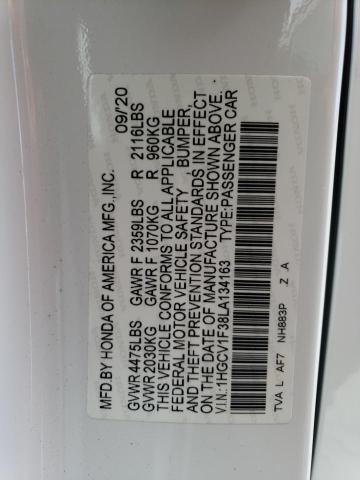 MFD.BY HONDA OF AMERICA MFG.,INC. 09/20
GVWR 4475LBS GAWR F 2359LBS R 2116LBS
GVWR 2030KG GAWR F 1070KG R 960KG
THIS VEHICLE CONFORMS TO ALL APPLICABLE
FEDERAL MOTOR VEHICLE SAFETY , BUMPER,
AND THEFT PREVENTION STANDARDS IN EFFECT
ON THE DATE OF MANUFACTURE SHOWN ABOVE.
V.I.N.:1HGCV1F38LA134163 TYPE:PASSENGER CAR
TVA L AF7 NH883P Z .A
HONDA